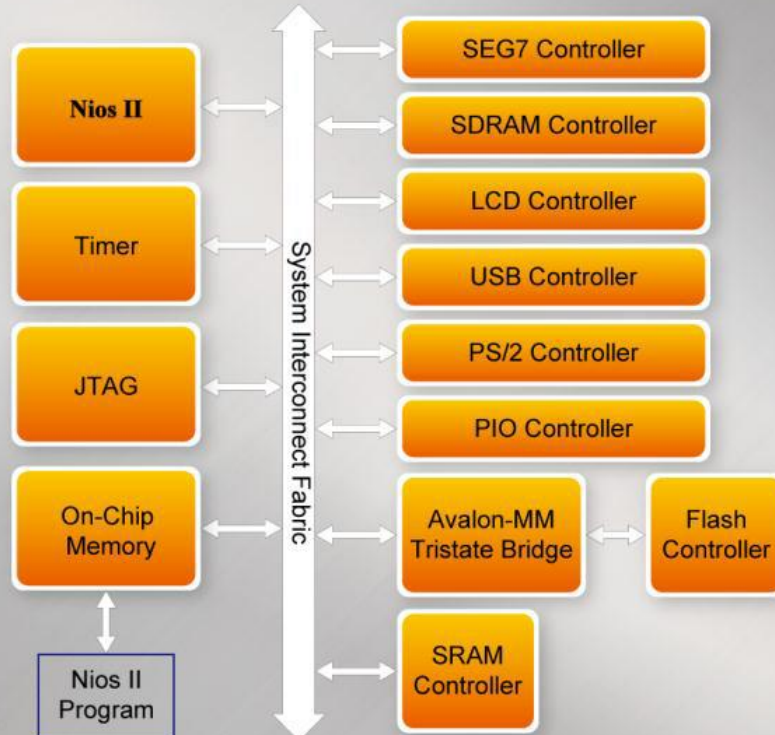 Nios II
Timer
JTAG
On-Chip
Memory
Nios II
Program
System Interconnect Fabric
SEG7 Controller
SDRAM Controller
LCD Controller
USB Controller
PS/2 Controller
PIO Controller
Avalon-MM
Tristate Bridge
Flash
Controller
SRAM
Controller